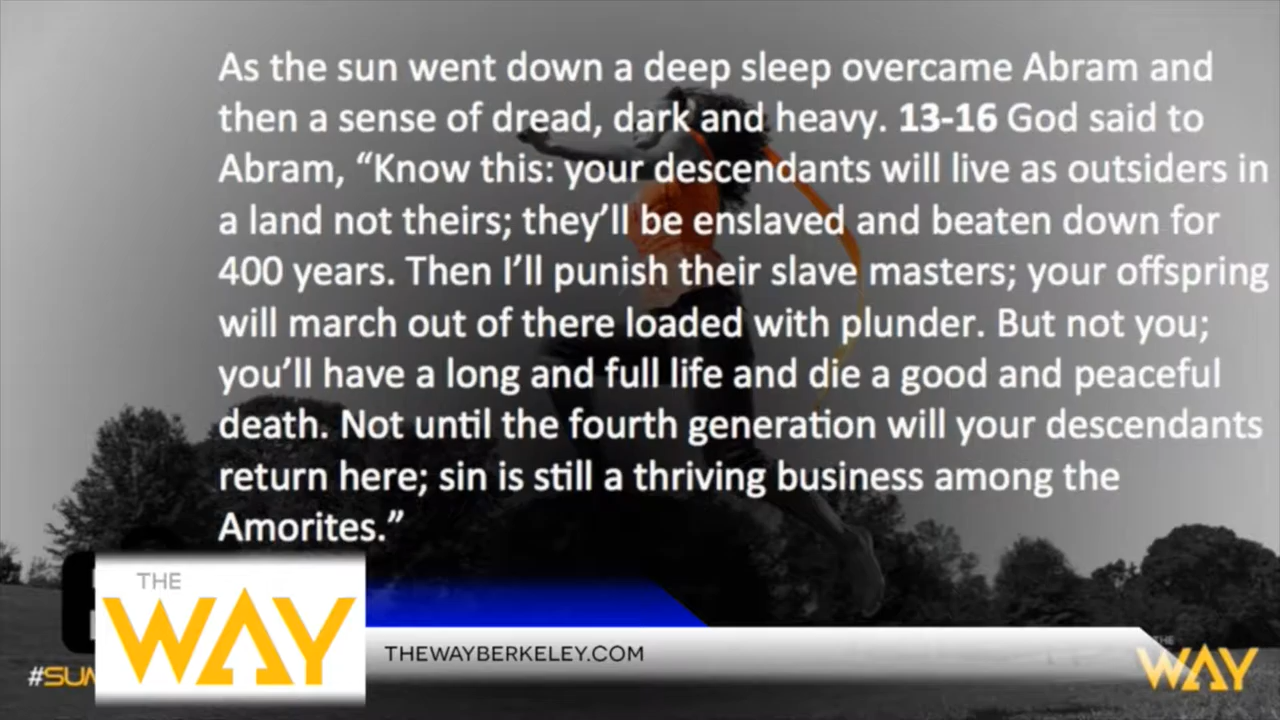 As the sun went down a deep sleep overcame Abram and
then a sense of dread, dark and heavy. 13-16 God said to
Abram, “Know this: your descendants will live as outsiders in
a land not theirs; they’ll be enslaved and beaten down for
400 years. Then I’ll punish their slave masters; your offspring
will march out of there loaded with plunder. But not you;
you’ll have a long and full life and die a good and peaceful
death. Not until the fourth generation will your descendants
return here; sin is still a thriving business among the
Amorites.”
THE
WAY
THEWAYBERKELEY.COM
THE
WAY